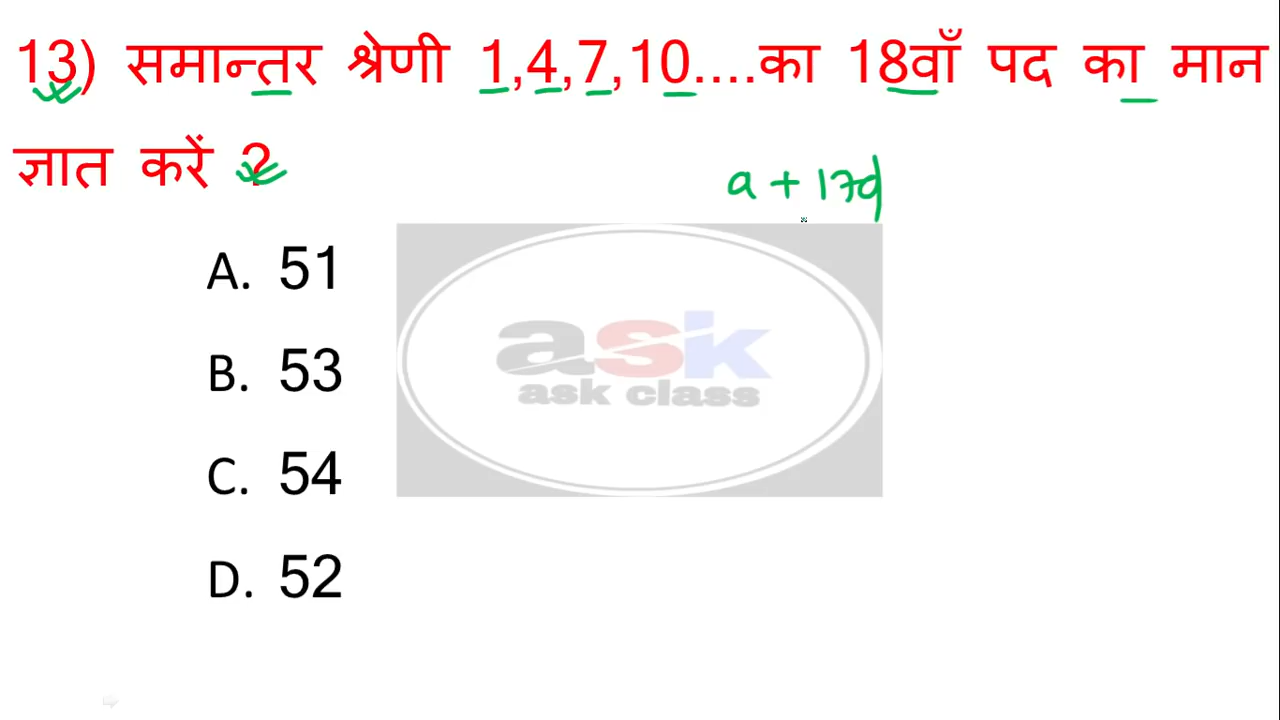 13) समान्तर श्रेणी 1,4,7,10....का 18वाँ पद का मान
ज्ञात करें ?
a + 17d
A. 51
B. 53
C. 54
D. 52
ask
ask class